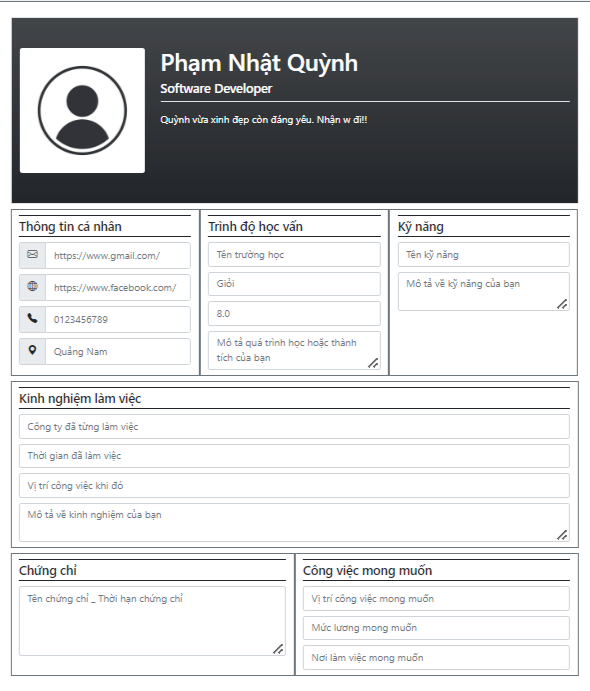 Phạm Nhật Quỳnh
Software Developer
Quỳnh vừa xinh đẹp còn đáng yêu. Nhận w đi!!
Thông tin cá nhân
https://www.gmail.com/
https://www.facebook.com/
0123456789
Quảng Nam
Trình độ học vấn
Tên trường học
Giỏi
8.0
Mô tả quá trình học hoặc thành
tích của bạn
Kỹ năng
Tên kỹ năng
Mô tả về kỹ năng của bạn
Kinh nghiệm làm việc
Công ty đã từng làm việc
Thời gian đã làm việc
Vị trí công việc khi đó
Mô tả về kinh nghiệm của bạn
Chứng chỉ
Tên chứng chỉ _ Thời hạn chứng chỉ
Công việc mong muốn
Vị trí công việc mong muốn
Mức lương mong muốn
Nơi làm việc mong muốn